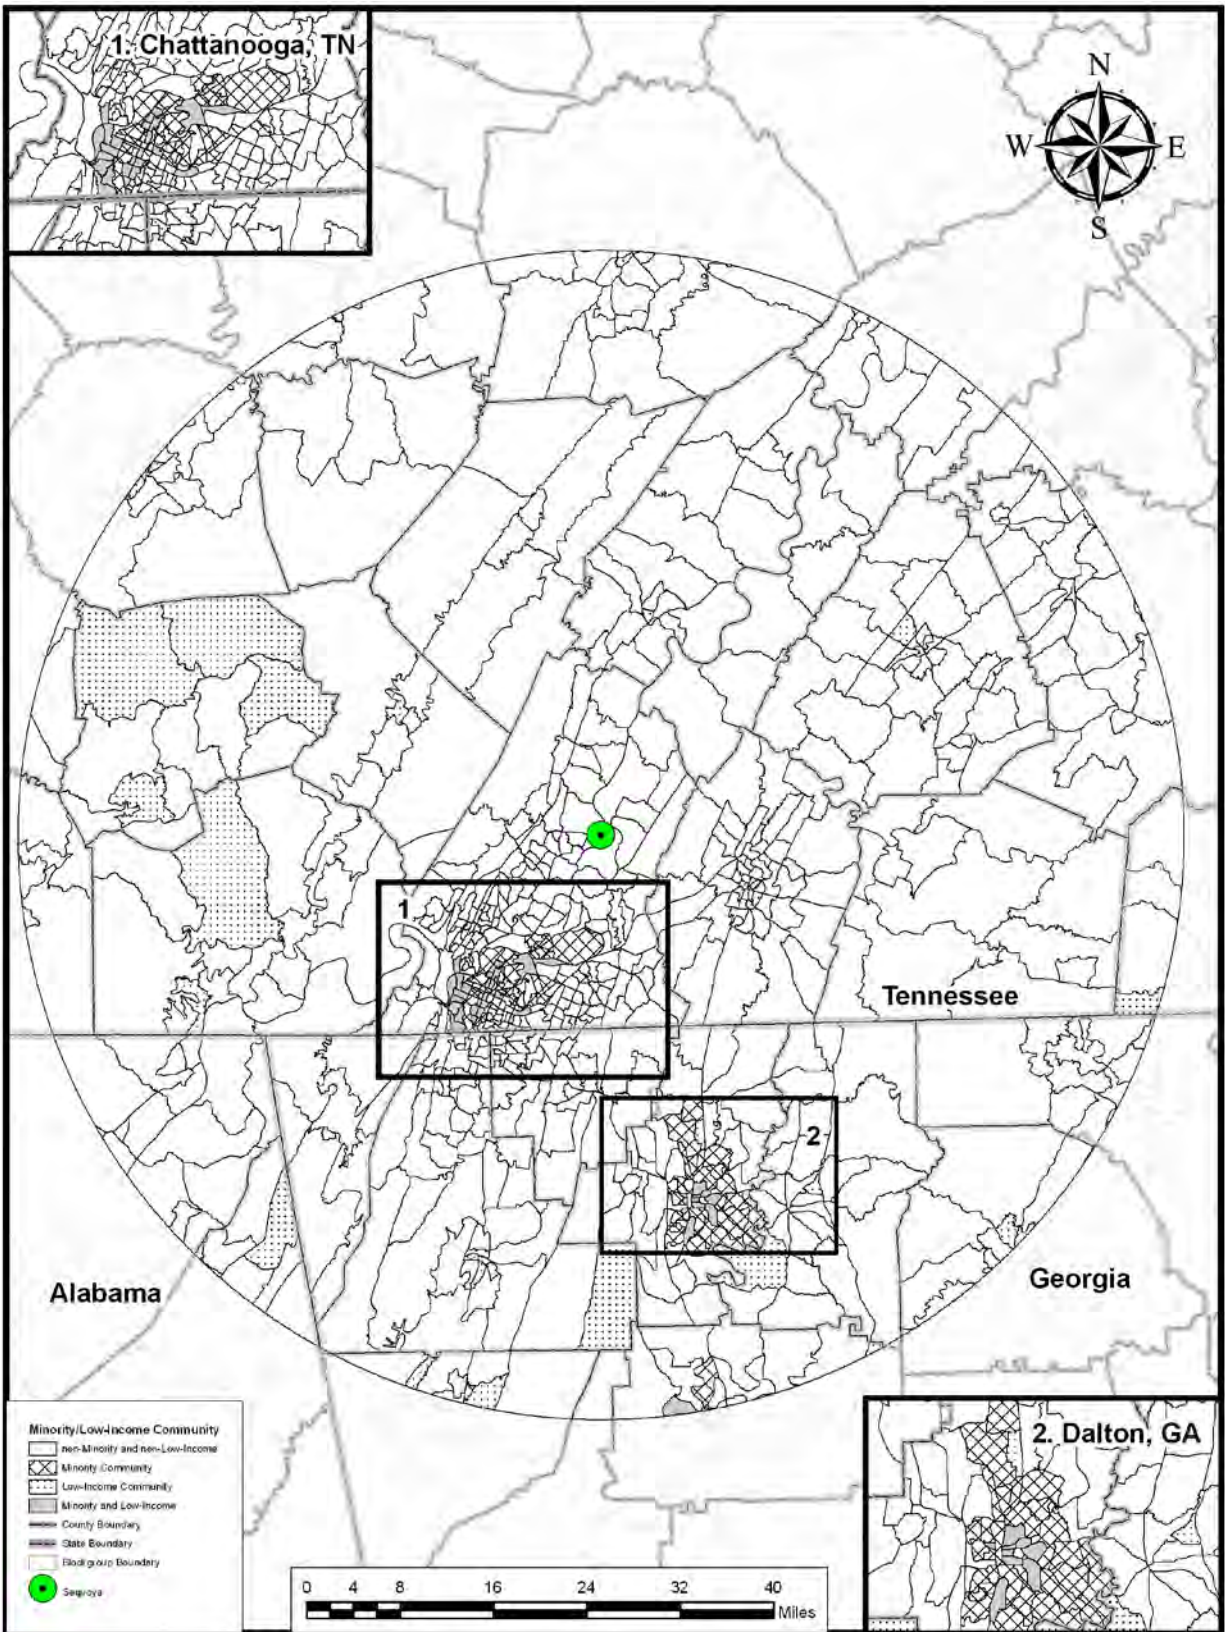 1. Chattanooga, TN
N
W
E
S
1
Tennessee
2
Alabama
Georgia
Minority/Low-Income Community
non-Minority and non-Low-Income
Minority Community
Low-Income Community
Minority and Low-Income
County Boundary
State Boundary
Blockgroup Boundary
Sequoya
2. Dalton, GA
0 4 8 16 24 32 40
Miles